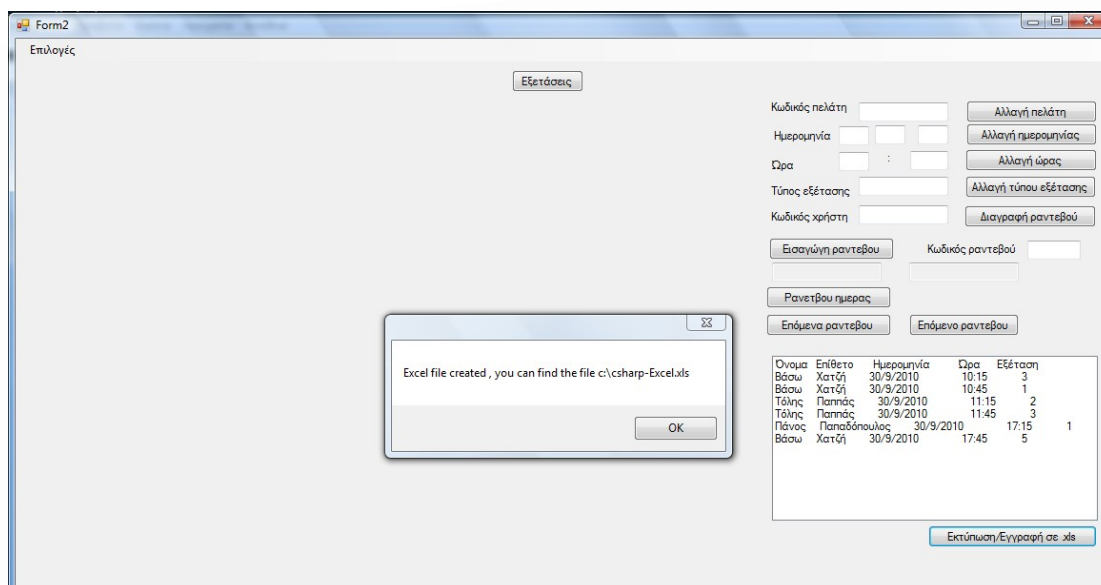 Form2
Επιλογές
Εξετάσεις
Κωδικός πελάτη
Αλλαγή πελάτη
Ημερομηνία
Αλλαγή ημερομηνίας
Ώρα
:
Αλλαγή ώρας
Τύπος εξέτασης
Αλλαγή τύπου εξέτασης
Κωδικός χρήστη
Διαγραφή ραντεβού
Εισαγώγη ραντεβου
Κωδικός ραντεβού
Ρανετβου ημερας
Επόμενα ραντεβου
Επόμενο ραντεβου
Excel file created , you can find the file c:\csharp-Excel.xls
OK
Όνομα Επίθετο Ημερομηνία Ώρα Εξέταση
Βάσω Χατζή 30/9/2010 10:15 3
Βάσω Χατζή 30/9/2010 10:45 1
Τόλης Παππάς 30/9/2010 11:15 2
Τόλης Παππάς 30/9/2010 11:45 3
Πάνος Παπαδόπουλος 30/9/2010 17:15 1
Βάσω Χατζή 30/9/2010 17:45 5
Εκτύπωση/Εγγραφή σε .xls